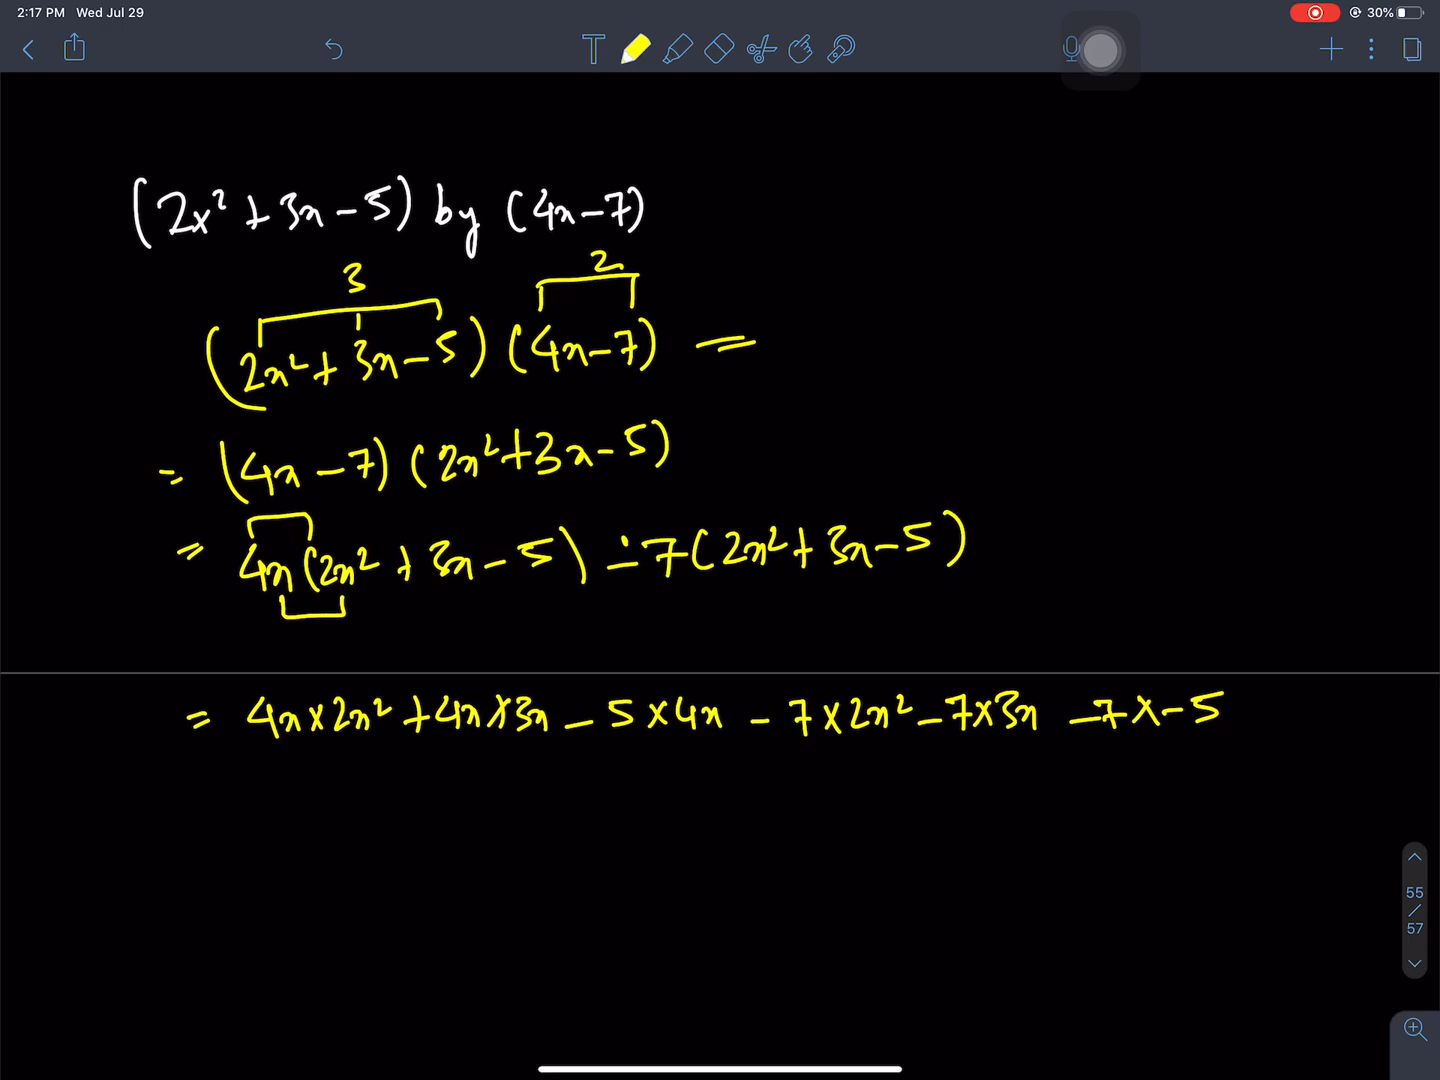 2:17 PM Wed Jul 29
30%
T
(2x² + 3x - 5) by (4x - 7)
3
2
(2x² + 3x - 5) (4x - 7) =
= (4x - 7) (2x² + 3x - 5)
= 4x (2x² + 3x - 5) - 7 (2x² + 3x - 5)
= 4x × 2x² + 4x × 3x - 5 × 4x - 7 × 2x² - 7 × 3x - 7 × -5
55
/
57